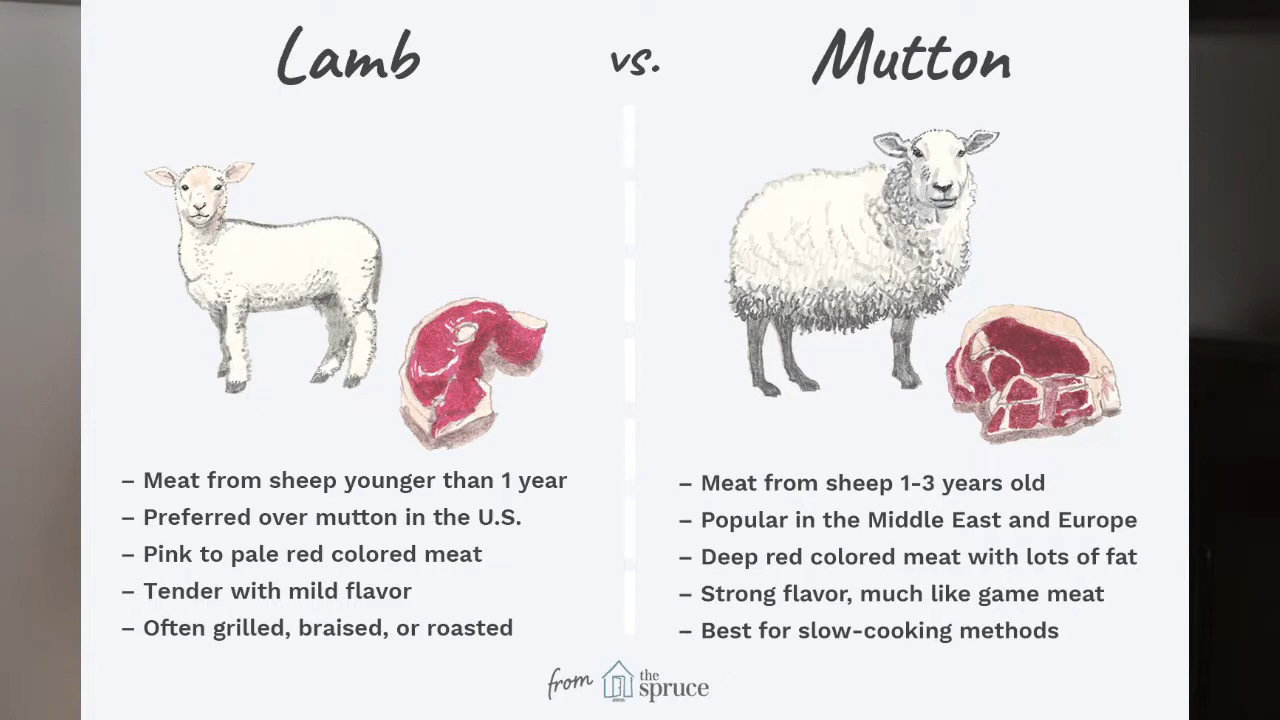 Lamb vs. Mutton
– Meat from sheep younger than 1 year
– Preferred over mutton in the U.S.
– Pink to pale red colored meat
– Tender with mild flavor
– Often grilled, braised, or roasted
– Meat from sheep 1-3 years old
– Popular in the Middle East and Europe
– Deep red colored meat with lots of fat
– Strong flavor, much like game meat
– Best for slow-cooking methods
from the spruce